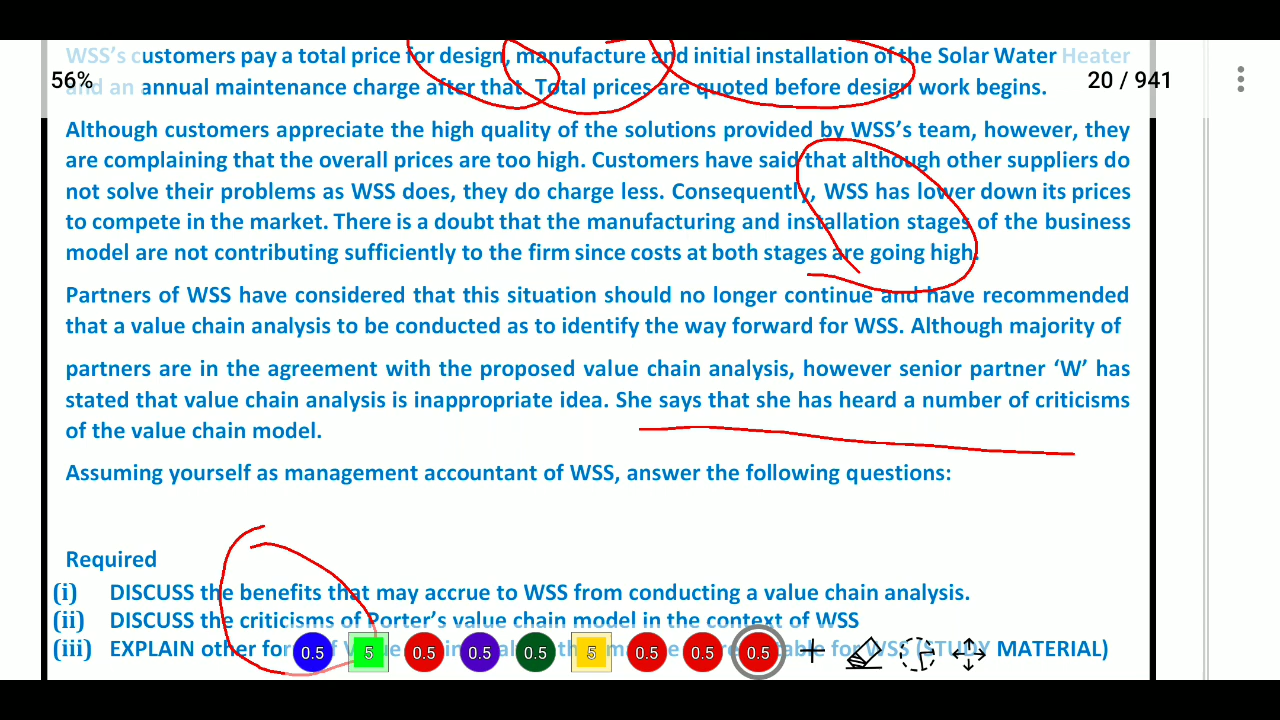 WSS's customers pay a total price for design, manufacture and initial installation of the Solar Water Heater
and an annual maintenance charge after that. Total prices are quoted before design work begins.
56%
20 / 941
Although customers appreciate the high quality of the solutions provided by WSS's team, however, they
are complaining that the overall prices are too high. Customers have said that although other suppliers do
not solve their problems as WSS does, they do charge less. Consequently, WSS has lower down its prices
to compete in the market. There is a doubt that the manufacturing and installation stages of the business
model are not contributing sufficiently to the firm since costs at both stages are going high.
Partners of WSS have considered that this situation should no longer continue and have recommended
that a value chain analysis to be conducted as to identify the way forward for WSS. Although majority of
partners are in the agreement with the proposed value chain analysis, however senior partner ‘W’ has
stated that value chain analysis is inappropriate idea. She says that she has heard a number of criticisms
of the value chain model.
Assuming yourself as management accountant of WSS, answer the following questions:
Required
(i) DISCUSS the benefits that may accrue to WSS from conducting a value chain analysis.
(ii) DISCUSS the criticisms of Porter's value chain model in the context of WSS
(iii) EXPLAIN other for for WSS (STUDY MATERIAL)
0.5 5 0.5 0.5 0.5 5 0.5 0.5 0.5